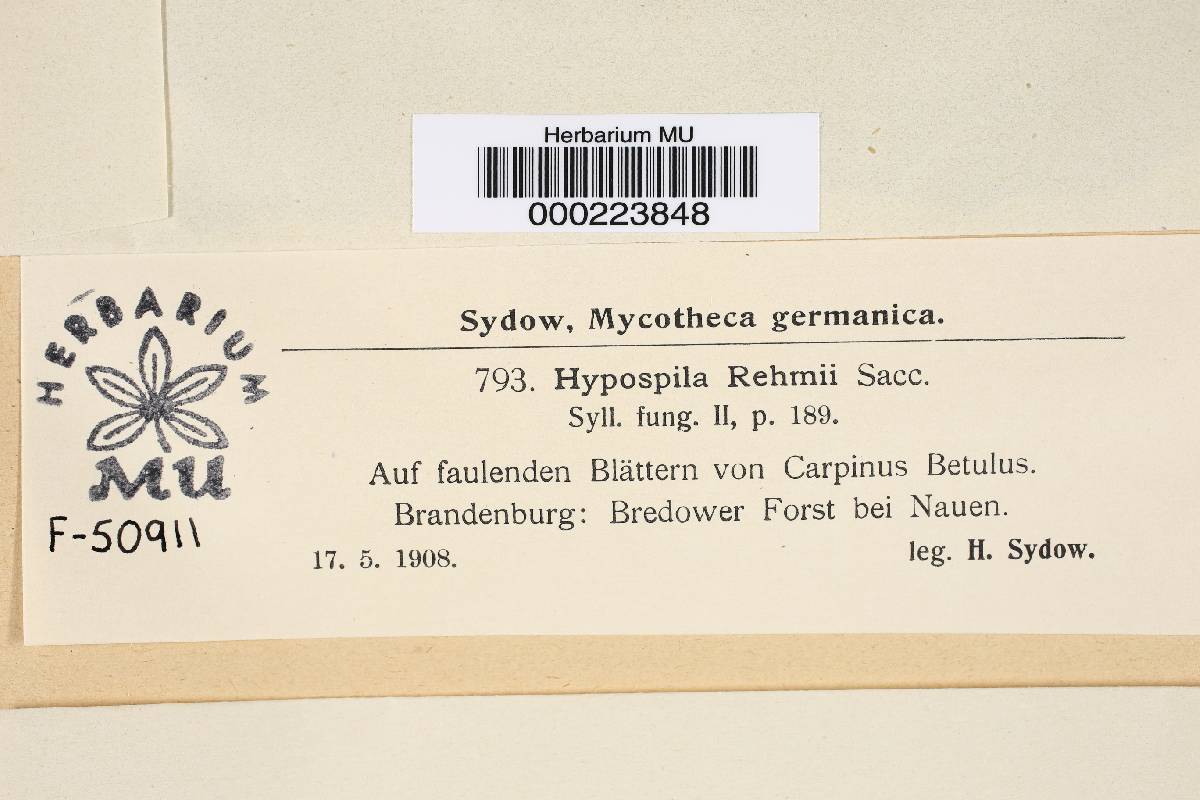 Herbarium MU
000223848
HERBARIUM
MU
F-50911
Sydow, Mycotheca germanica.
793. Hypospila Rehmii Sacc.
Syll. fung. II, p. 189.
Auf faulenden Blättern von Carpinus Betulus.
Brandenburg: Bredower Forst bei Nauen.
17. 5. 1908. leg. H. Sydow.